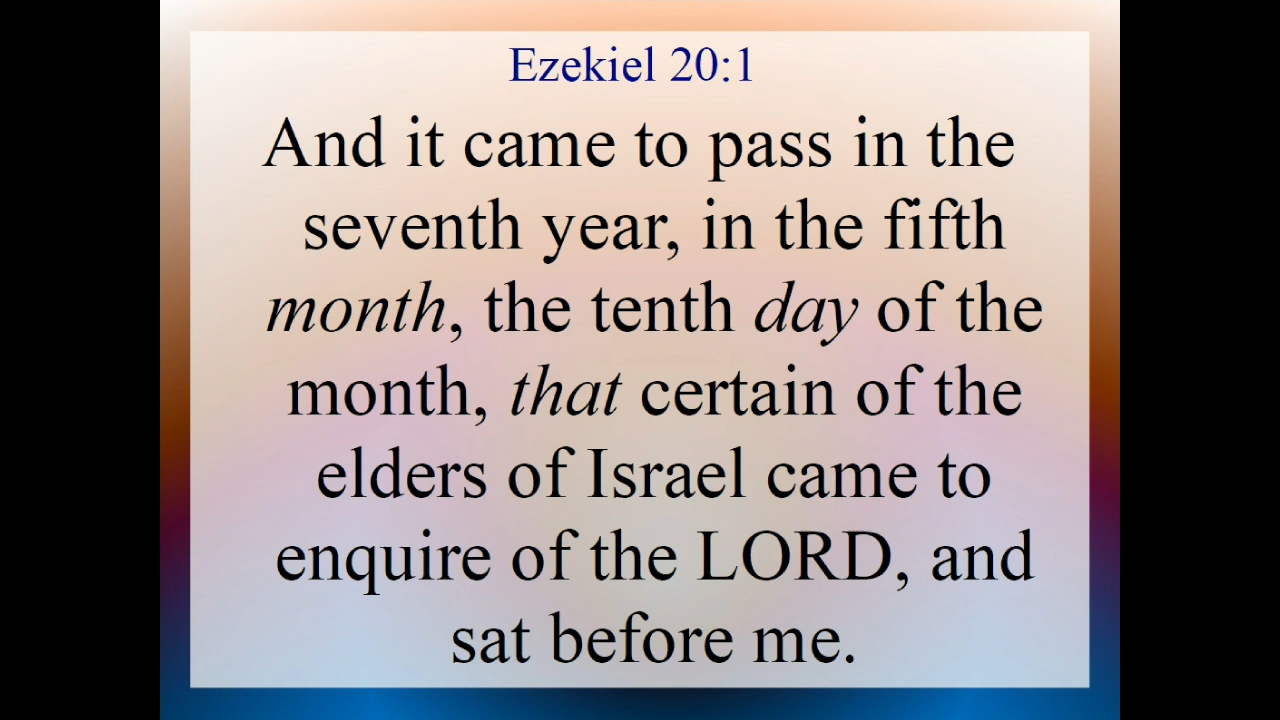 Ezekiel 20:1
And it came to pass in the
seventh year, in the fifth
month, the tenth day of the
month, that certain of the
elders of Israel came to
enquire of the LORD, and
sat before me.